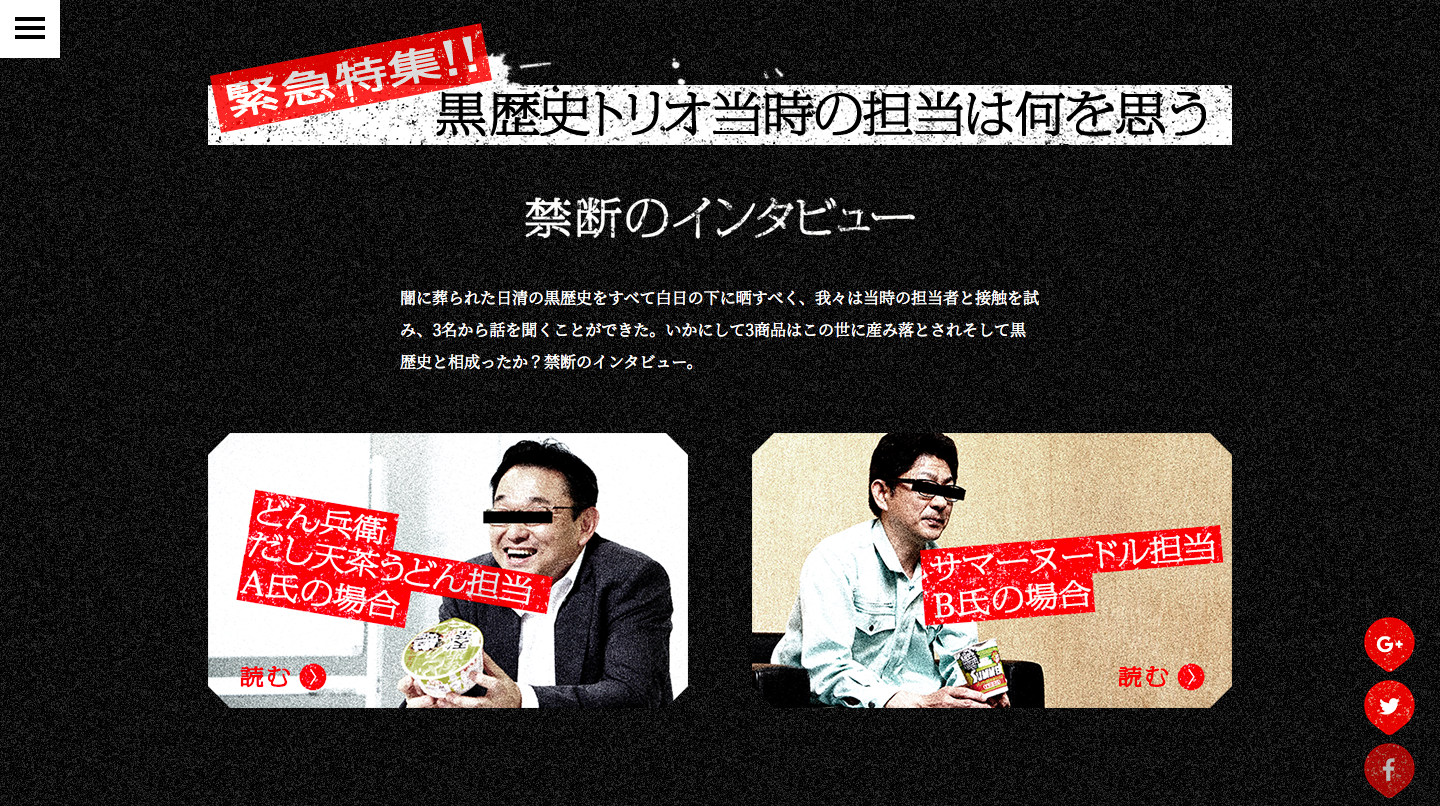 緊急特集!!
黒歴史トリオ当時の担当は何を思う
禁断のインタビュー
闇に葬られた日清の黒歴史をすべて白日の下に晒すべく、我々は当時の担当者と接触を試
み、3名から話を聞くことができた。いかにして3商品はこの世に産み落とされそして黒
歴史と相成ったか？禁断のインタビュー。
どん兵衛
だし天茶うどん担当
A氏の場合
読む
サマーヌードル担当
B氏の場合
SUMMER
読む
G+